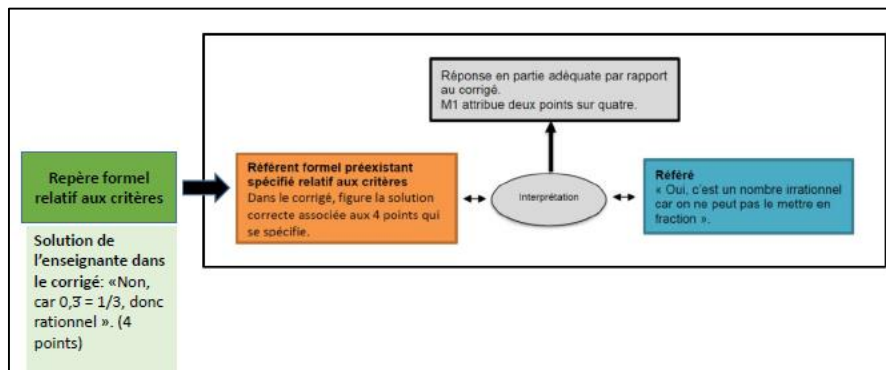 Réponse en partie adéquate par rapport
au corrigé.
M1 attribue deux points sur quatre.
Repère formel
relatif aux critères
Référent formel préexistant
spécifié relatif aux critères
Dans le corrigé, figure la solution
correcte associée aux 4 points qui
se spécifie.
Interprétation
Référé
« Oui, c'est un nombre irrationnel
car on ne peut pas le mettre en
fraction ».
Solution de
l'enseignante dans
le corrigé: «Non,
car 0,3̅ = 1/3, donc
rationnel ». (4
points)